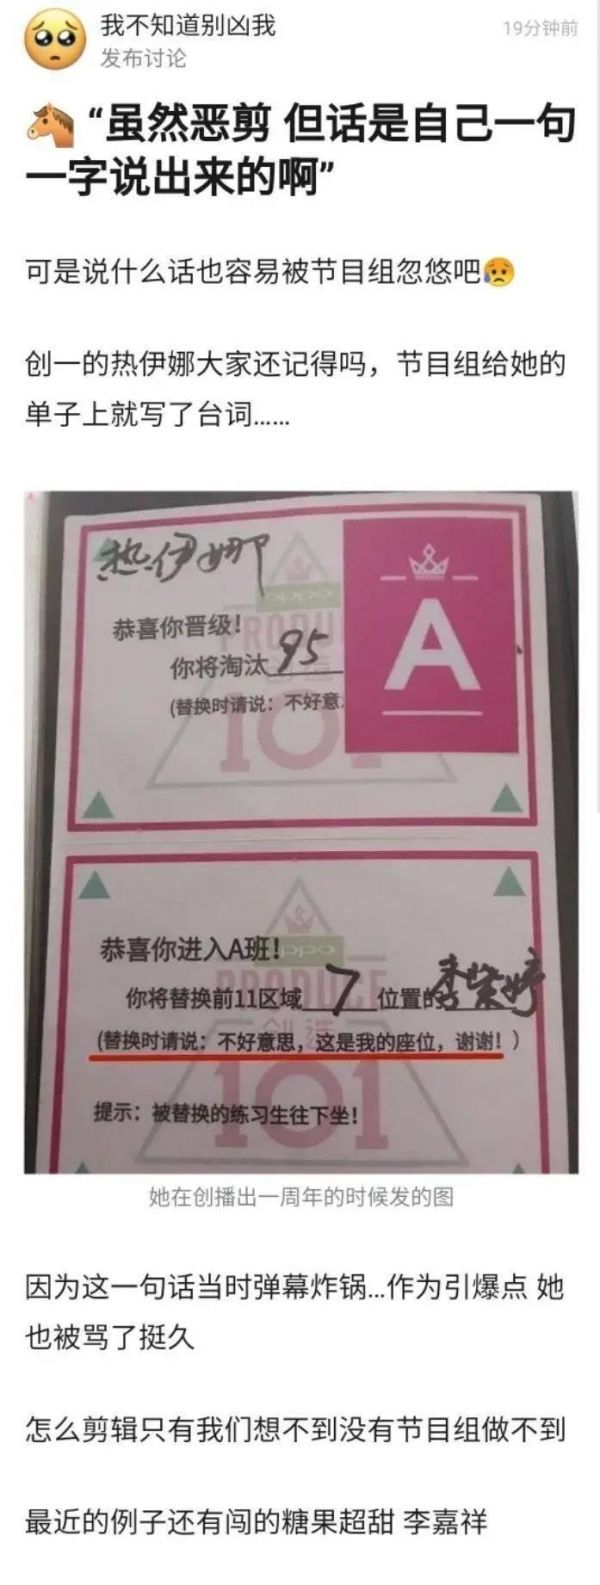 我不知道别凶我
19分钟前
发布讨论
“虽然恶剪 但话是自己一句
一字说出来的啊”
可是说什么话也容易被节目组忽悠吧
创一的热伊娜大家还记得吗，节目组给她的
单子上就写了台词......
热伊娜
恭喜你晋级！
你将淘汰 95
(替换时请说：不好意
A
oppo
PRODU
101
恭喜你进入A班！
你将替换前11区域 7 位置的 李紫婷
(替换时请说：不好意思，这是我的座位，谢谢！)
提示：被替换的练习生往下坐！
oppo
PRODUCE
创造
101
她在创播出一周年的时候发的图
因为这一句话当时弹幕炸锅...作为引爆点 她
也被骂了挺久
怎么剪辑只有我们想不到没有节目组做不到
最近的例子还有闯的糖果超甜 李嘉祥